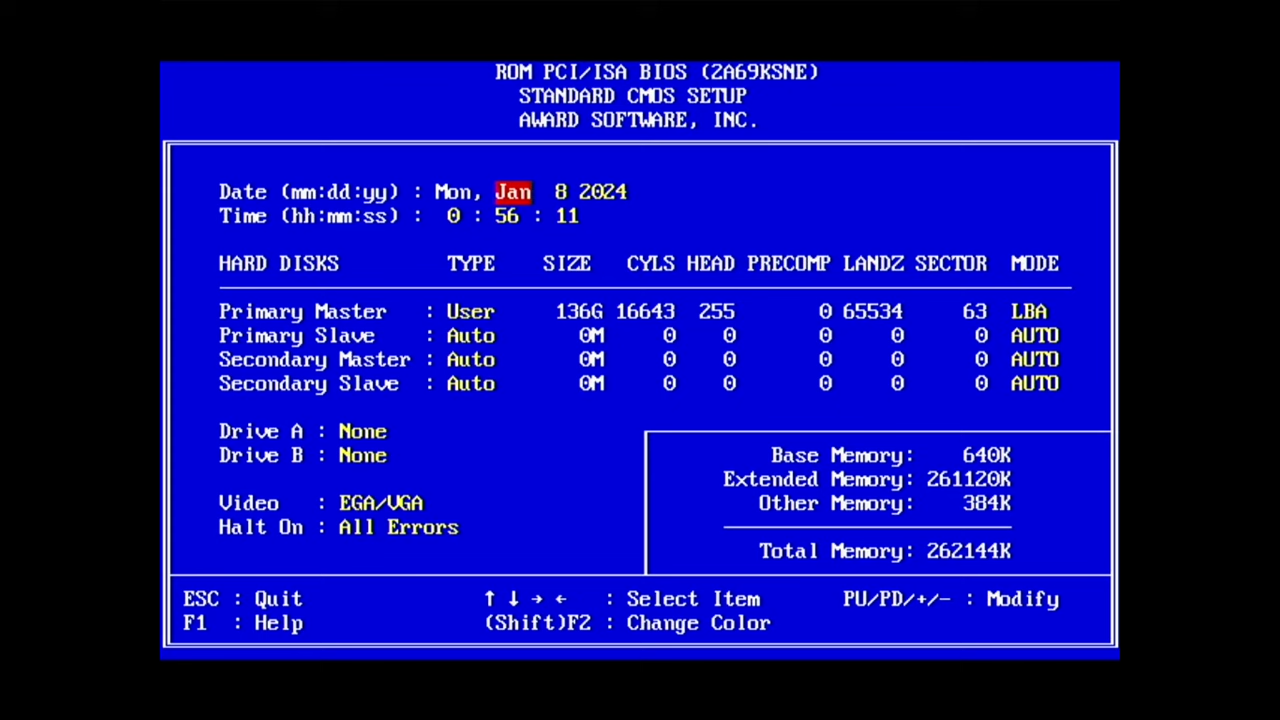 ROM PCI/ISA BIOS (2A69KSNE)
STANDARD CMOS SETUP
AWARD SOFTWARE, INC.
Date (mm:dd:yy) : Mon, Jan 8 2024
Time (hh:mm:ss) : 0 : 56 : 11
HARD DISKS TYPE SIZE CYLS HEAD PRECOMP LANDZ SECTOR MODE
Primary Master : User 136G 16643 255 0 65534 63 LBA
Primary Slave : Auto 0M 0 0 0 0 0 AUTO
Secondary Master : Auto 0M 0 0 0 0 0 AUTO
Secondary Slave : Auto 0M 0 0 0 0 0 AUTO
Drive A : None
Drive B : None
Video : EGA/VGA
Halt On : All Errors
Base Memory: 640K
Extended Memory: 261120K
Other Memory: 384K
Total Memory: 262144K
ESC : Quit ↑ ↓ → ← : Select Item PU/PD/+/- : Modify
F1 : Help (Shift)F2 : Change Color